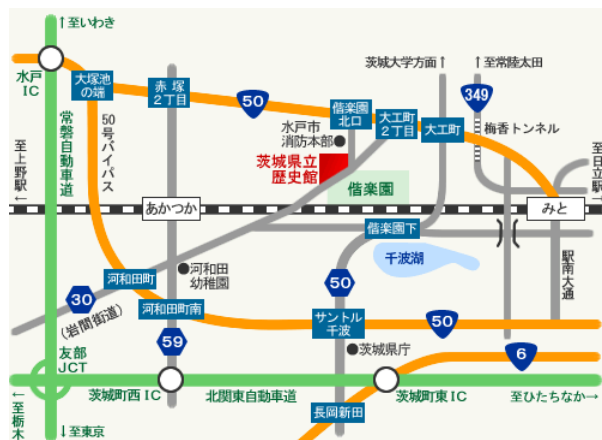 ↑至いわき
茨城大学方面↑
↑至常陸太田
水戸
IC
大塚池
の端
赤塚
2丁目
50
偕楽園
北口
大工町
2丁目
大工町
349
梅香トンネル
水戸市
消防本部
茨城県立
歴史館
偕楽園
常磐自動車道
50号バイパス
至上野駅←
至日立駅→
あかつか
みと
偕楽園下
千波湖
駅南大通
河和田
幼稚園
河和田町
30
(岩間街道)
河和田町南
50
サントル
千波
50
59
茨城県庁
6
友部
JCT
茨城町西IC
北関東自動車道
茨城町東IC
至ひたちなか→
←至栃木
↓至東京
長岡新田